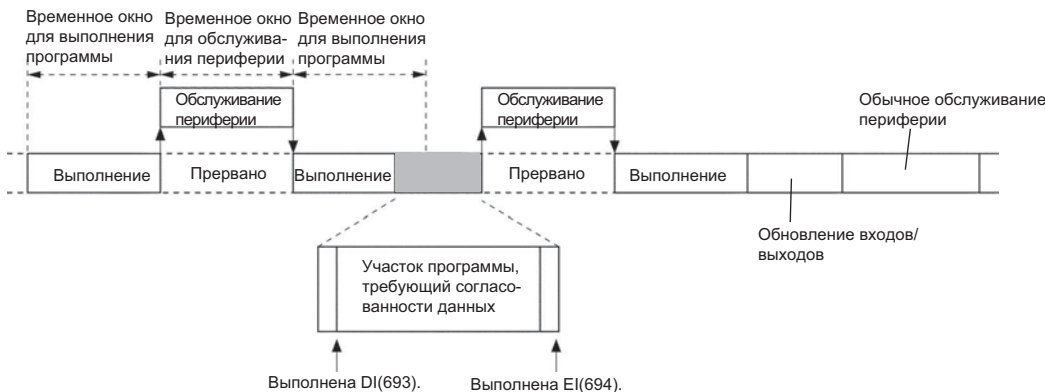 Временное окно
для выполнения
программы
Временное окно
для обслужива-
ния периферии
Временное окно
для выполнения
программы
Обслуживание
периферии
Обслуживание
периферии
Обычное обслуживание
периферии
Выполнение
Прервано
Выполнение
Прервано
Выполнение
Обновление входов/
выходов
Участок программы,
требующий согласо-
ванности данных
Выполнена DI(693).
Выполнена EI(694).